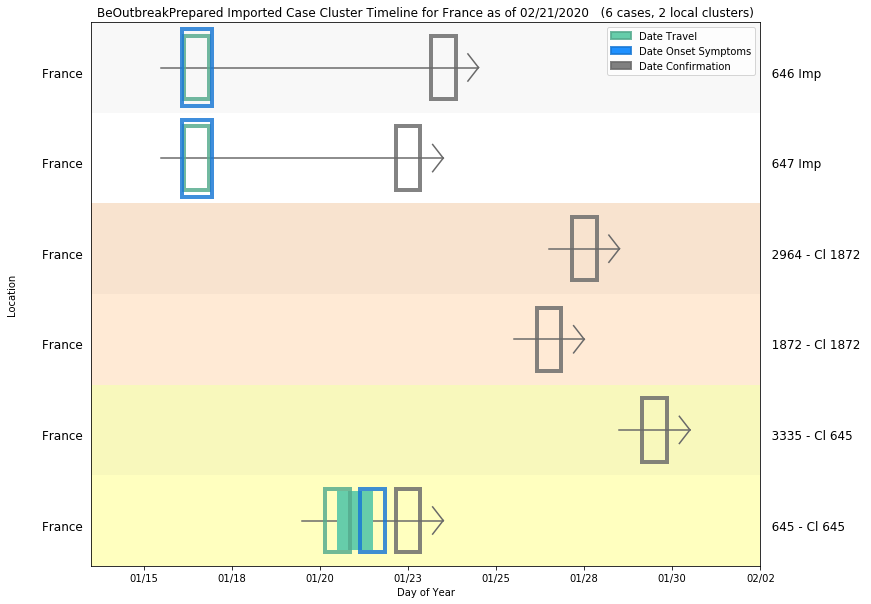 BeOutbreakPrepared Imported Case Cluster Timeline for France as of 02/21/2020   (6 cases, 2 local clusters)
Date Travel
Date Onset Symptoms
Date Confirmation
France
646 Imp
France
647 Imp
France
2964 - Cl 1872
Location
France
1872 - Cl 1872
France
3335 - Cl 645
France
645 - Cl 645
01/15 01/18 01/20 01/23 01/25 01/28 01/30 02/02
Day of Year